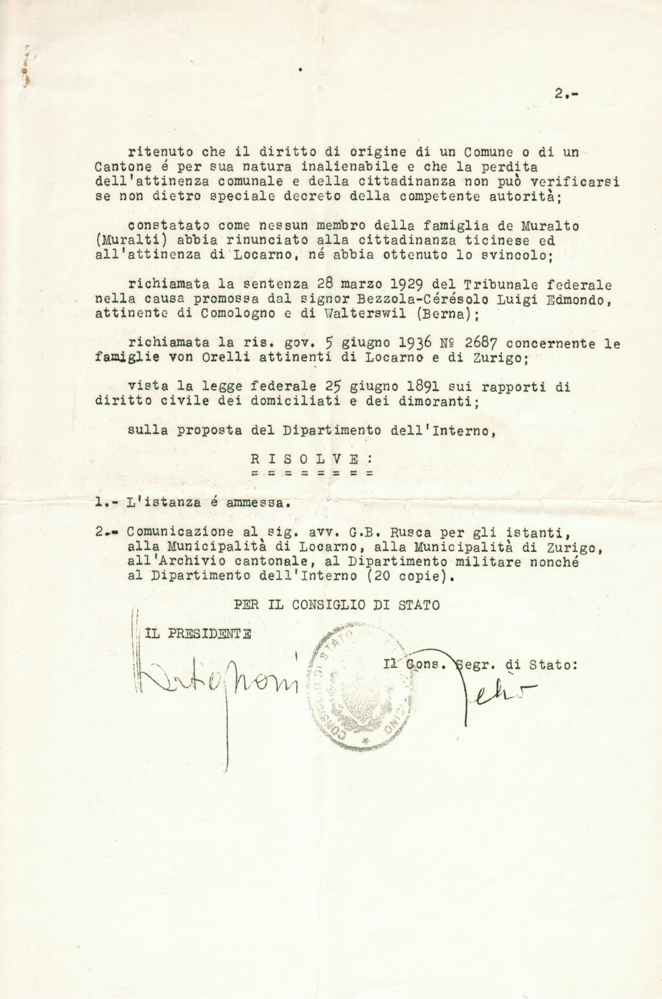 2.-
ritenuto che il diritto di origine di un Comune o di un
Cantone é per sua natura inalienabile e che la perdita
dell'attinenza comunale e della cittadinanza non può verificarsi
se non dietro speciale decreto della competente autorità;
constatato come nessun membro della famiglia de Muralto
(Muralti) abbia rinunciato alla cittadinanza ticinese ed
all'attinenza di Locarno, né abbia ottenuto lo svincolo;
richiamata la sentenza 28 marzo 1929 del Tribunale federale
nella causa promossa dal signor Bezzola-Cérésolo Luigi Edmondo,
attinente di Comologno e di Walterswil (Berna);
richiamata la ris. gov. 5 giugno 1936 Nº 2687 concernente le
famiglie von Orelli attinenti di Locarno e di Zurigo;
vista la legge federale 25 giugno 1891 sui rapporti di
diritto civile dei domiciliati e dei dimoranti;
sulla proposta del Dipartimento dell'Interno,
R I S O L V E :
= = = = = = = =
1.- L'istanza é ammessa.
2.- Comunicazione al sig. avv. G.B. Rusca per gli istanti,
alla Municipalità di Locarno, alla Municipalità di Zurigo,
all'Archivio cantonale, al Dipartimento militare nonché
al Dipartimento dell'Interno (20 copie).
PER IL CONSIGLIO DI STATO
IL PRESIDENTE
Il Cons. Segr. di Stato:
DI STATO
TICINO